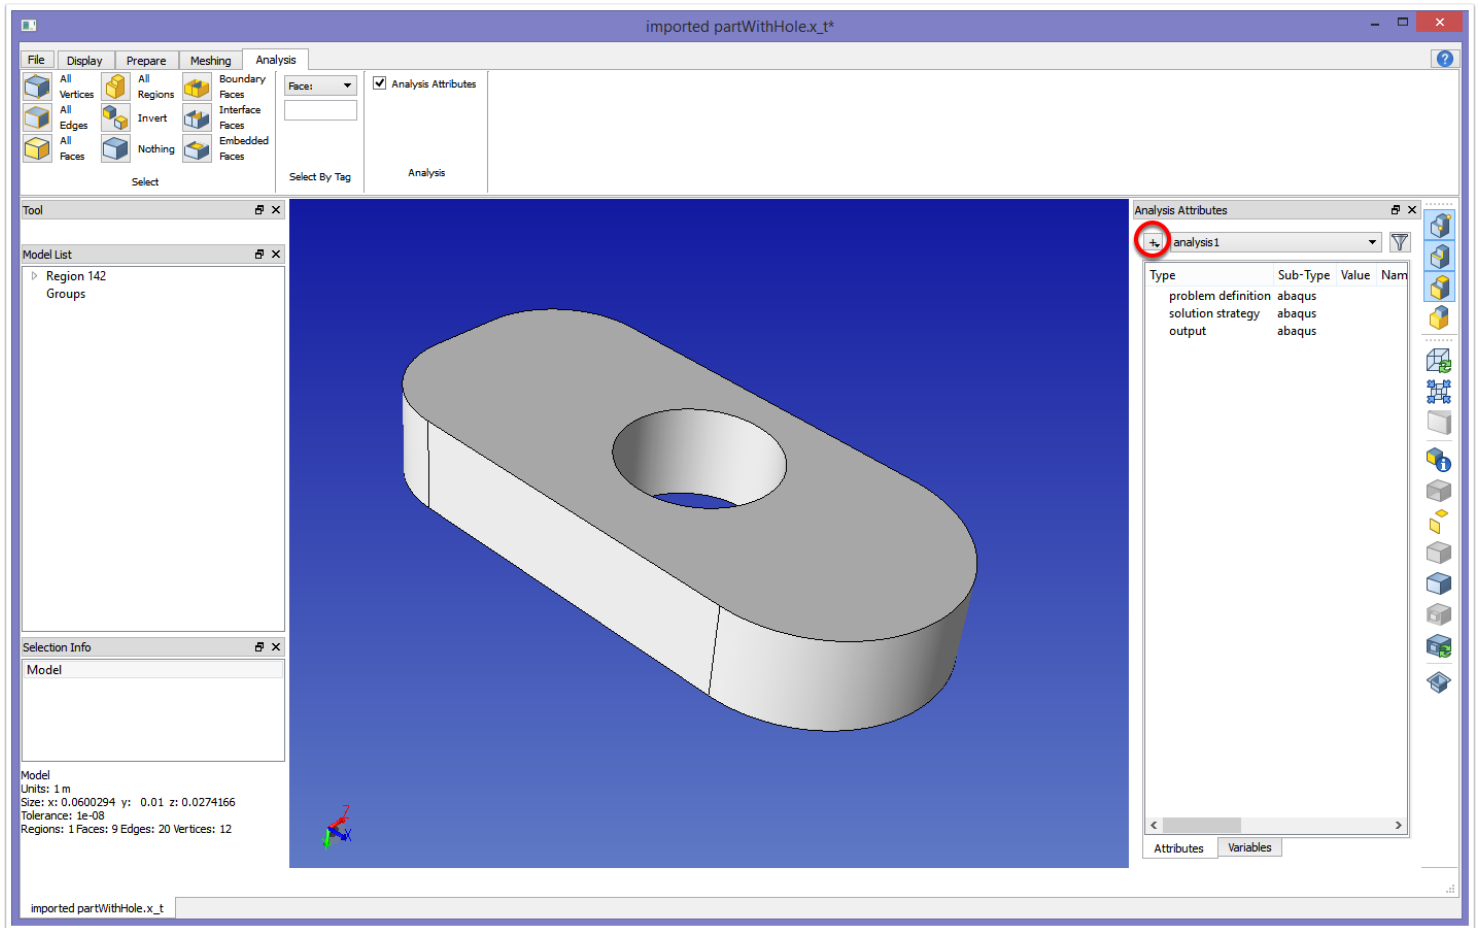 imported partWithHole.x_t*
File Display Prepare Meshing Analysis
All Vertices
All Regions
Boundary Faces
All Edges
Invert
Interface Faces
All Faces
Nothing
Embedded Faces
Select
Face:
Select By Tag
Analysis Attributes
Analysis
Tool
Model List
Region 142
Groups
Selection Info
Model
Model
Units: 1 m
Size: x: 0.0600294 y: 0.01 z: 0.0274166
Tolerance: 1e-08
Regions: 1 Faces: 9 Edges: 20 Vertices: 12
Z
X
Y
Analysis Attributes
analysis1
Type Sub-Type Value Nam
problem definition abaqus
solution strategy abaqus
output abaqus
Attributes Variables
imported partWithHole.x_t